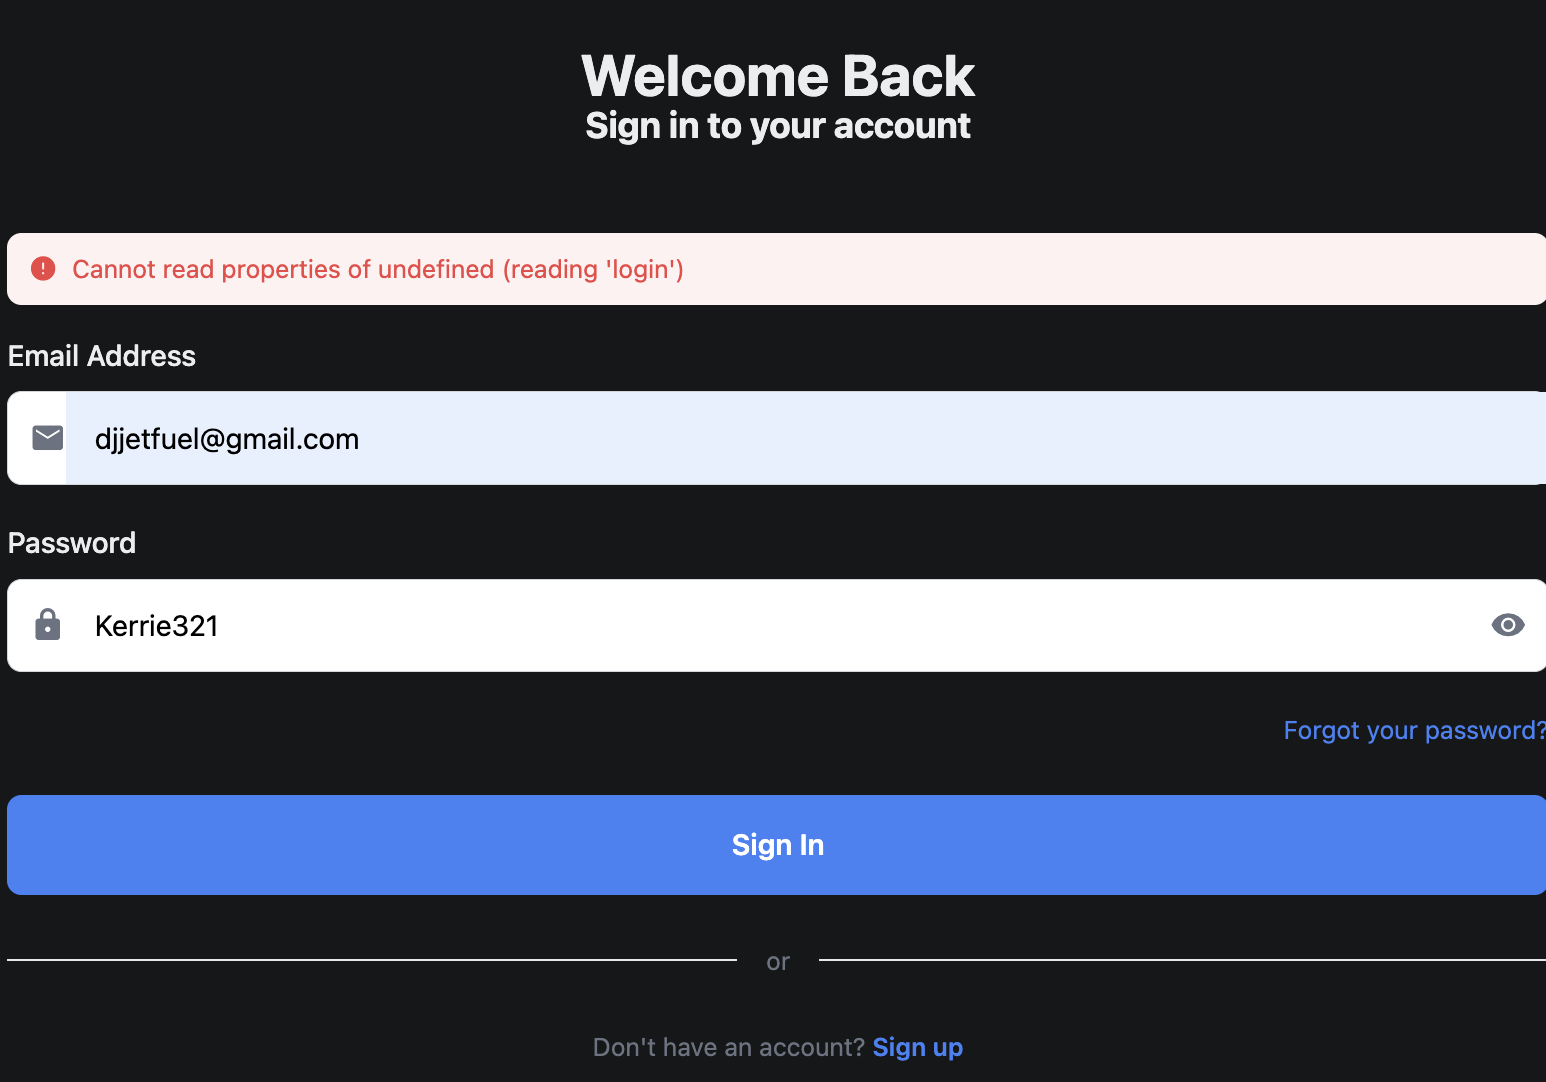 Welcome Back
Sign in to your account
Cannot read properties of undefined (reading 'login')
Email Address
djjetfuel@gmail.com
Password
Kerrie321
Forgot your password?
Sign In
or
Don't have an account? Sign up